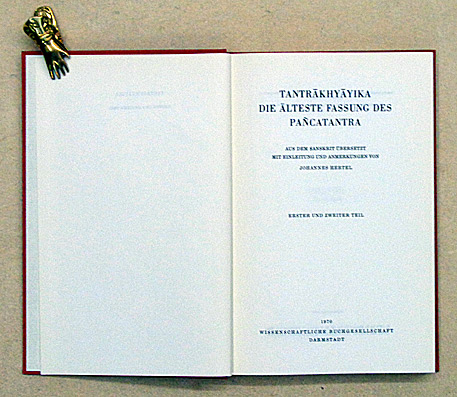 TANTRĀKHYĀYIKA
DIE ÄLTESTE FASSUNG DES
PAÑCATANTRA
AUS DEM SANSKRIT ÜBERSETZT
MIT EINLEITUNG UND ANMERKUNGEN VON
JOHANNES HERTEL
ERSTER UND ZWEITER TEIL
1970
WISSENSCHAFTLICHE BUCHGESELLSCHAFT
DARMSTADT